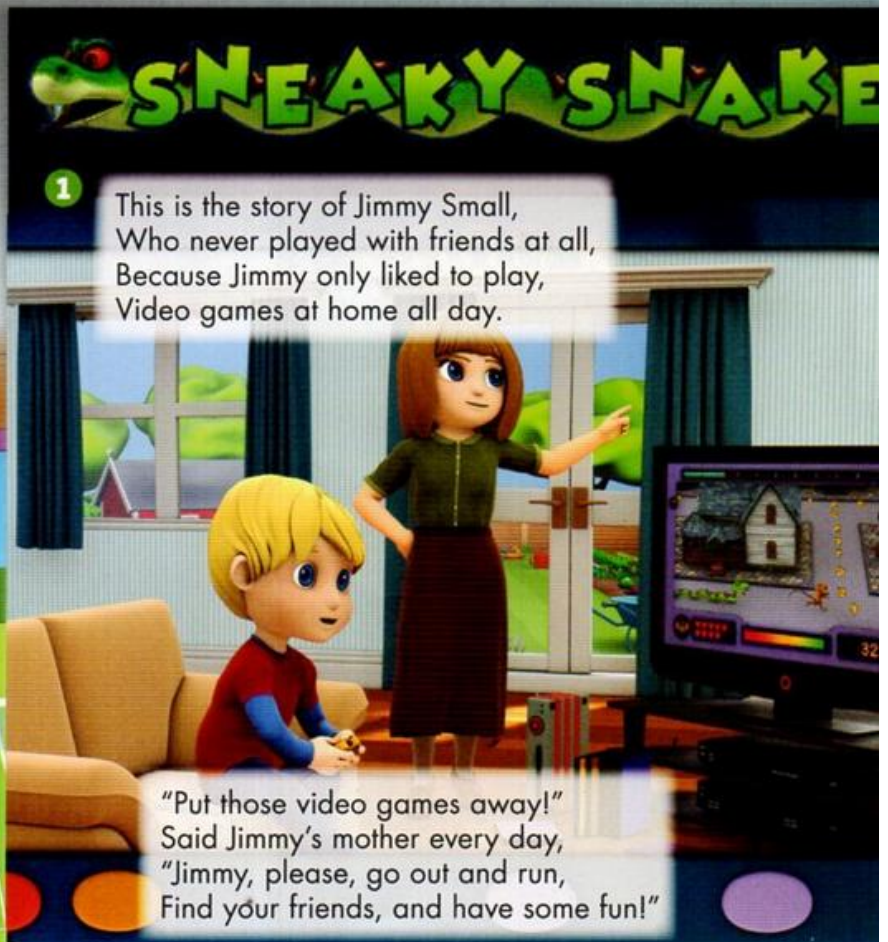 SNEAKY SNAKE
1
This is the story of Jimmy Small,
Who never played with friends at all,
Because Jimmy only liked to play,
Video games at home all day.
32
"Put those video games away!"
Said Jimmy's mother every day,
"Jimmy, please, go out and run,
Find your friends, and have some fun!"